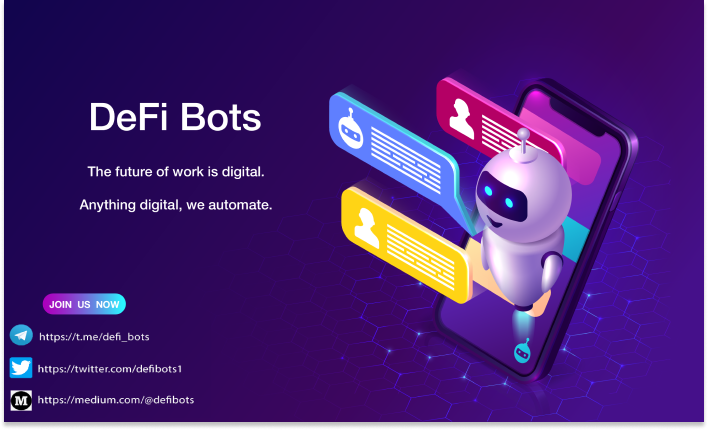 DeFi Bots
The future of work is digital.
Anything digital, we automate.
JOIN US NOW
https://t.me/defi_bots
https://twitter.com/defibots1
M
https://medium.com/@defibots